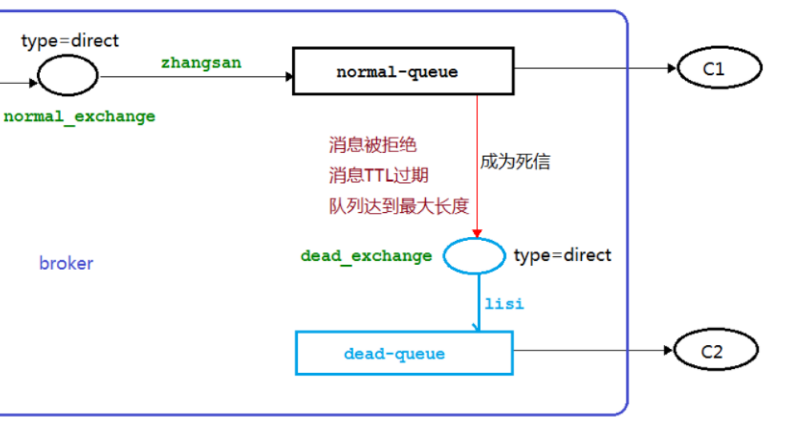 type=direct
zhangsan
normal-queue
C1
normal_exchange
消息被拒绝
成为死信
消息TTL过期
队列达到最大长度
dead_exchange
type=direct
broker
lisi
dead-queue
C2